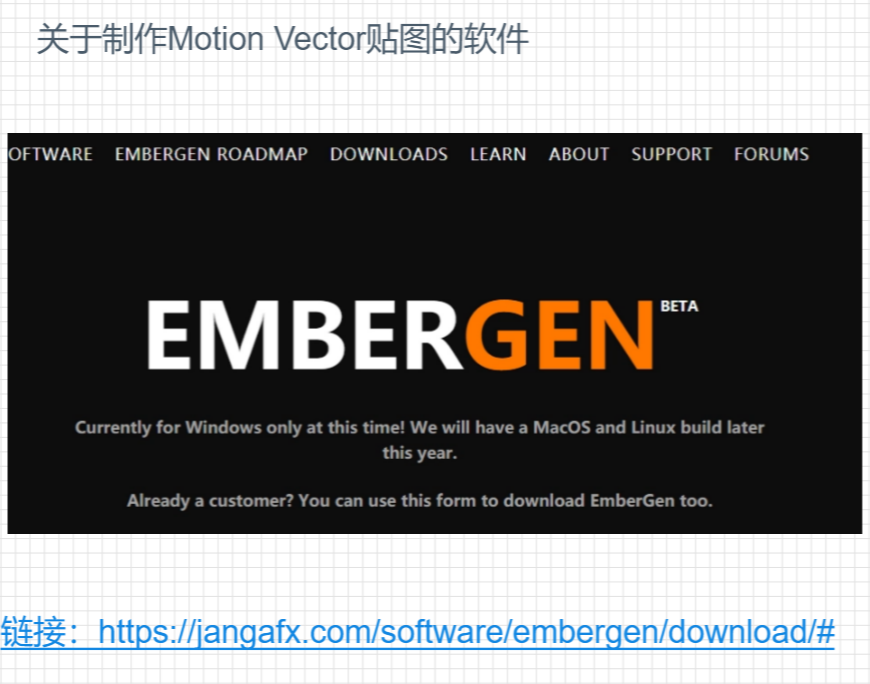 关于制作Motion Vector贴图的软件
OFTWARE EMBERGEN ROADMAP DOWNLOADS LEARN ABOUT SUPPORT FORUMS
EMBERGEN BETA
Currently for Windows only at this time! We will have a MacOS and Linux build later
this year.
Already a customer? You can use this form to download EmberGen too.
链接：https://jangafx.com/software/embergen/download/#